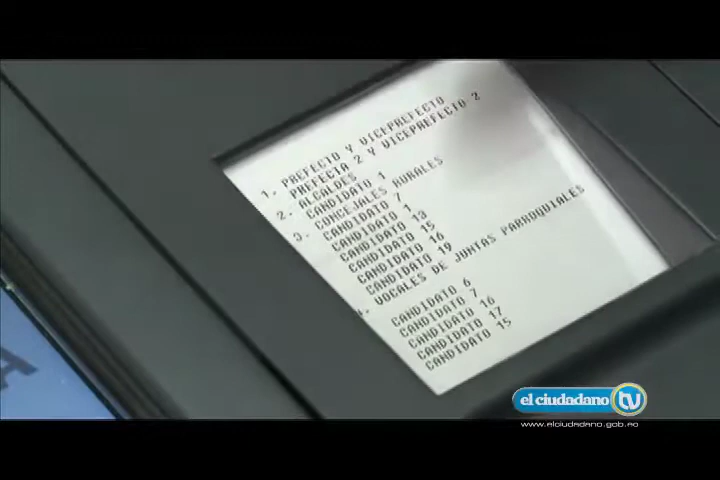 1. PREFECTO Y VICEPREFECTO
PREFECTA 2 Y VICEPREFECTO 2
2. ALCALDES
CANDIDATO 1
3. CONCEJALES RURALES
CANDIDATO 7
CANDIDATO 1
CANDIDATO 13
CANDIDATO 15
CANDIDATO 16
CANDIDATO 19
4. VOCALES DE JUNTAS PARROQUIALES
CANDIDATO 6
CANDIDATO 7
CANDIDATO 16
CANDIDATO 17
CANDIDATO 15
el ciudadano tv
www.elciudadano.gob.ec